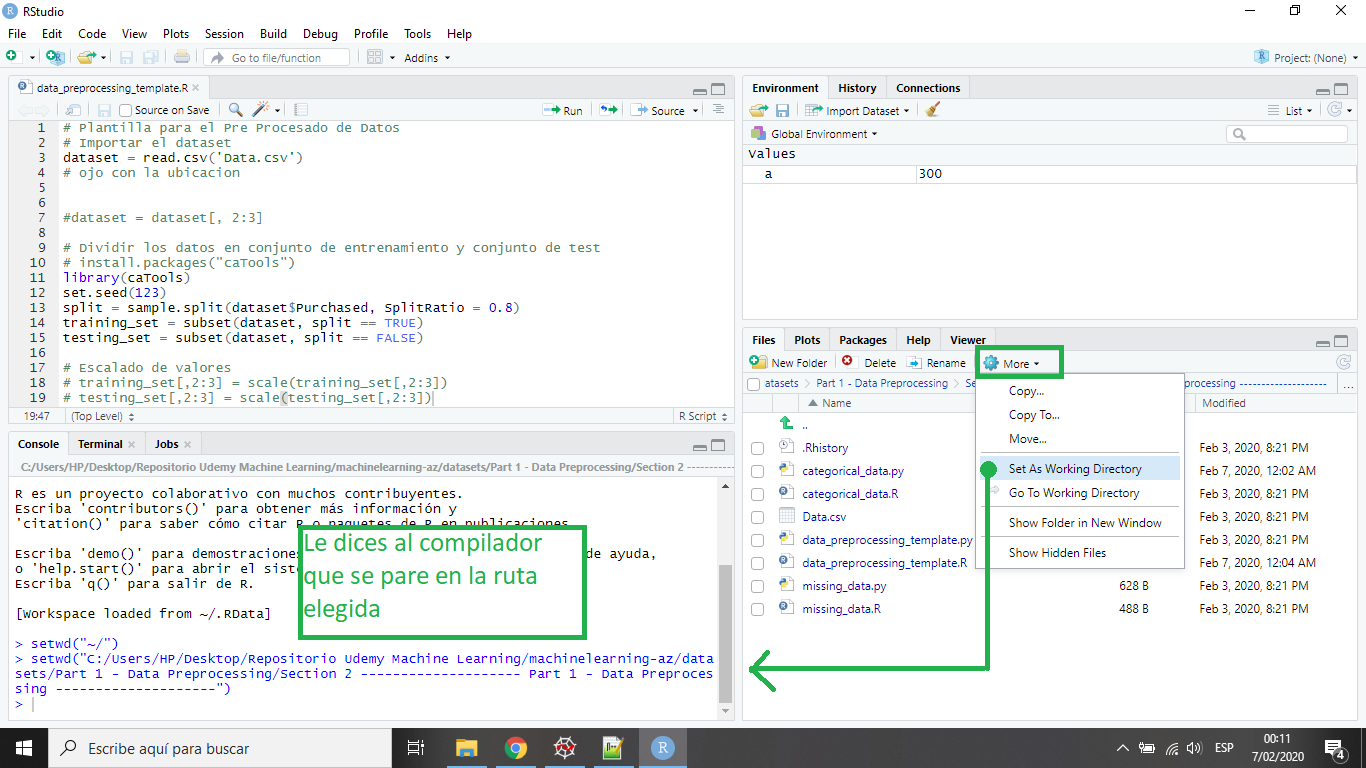 RStudio
File Edit Code View Plots Session Build Debug Profile Tools Help
Go to file/function Addins Project: (None)
data_preprocessing_template.R
Source on Save Run Source
1 # Plantilla para el Pre Procesado de Datos
2 # Importar el dataset
3 dataset = read.csv('Data.csv')
4 # ojo con la ubicacion
5
6
7 #dataset = dataset[, 2:3]
8
9 # Dividir los datos en conjunto de entrenamiento y conjunto de test
10 # install.packages("caTools")
11 library(caTools)
12 set.seed(123)
13 split = sample.split(dataset$Purchased, SplitRatio = 0.8)
14 training_set = subset(dataset, split == TRUE)
15 testing_set = subset(dataset, split == FALSE)
16
17 # Escalado de valores
18 # training_set[,2:3] = scale(training_set[,2:3])
19 # testing_set[,2:3] = scale(testing_set[,2:3])
19:47 (Top Level) R Script
Console Terminal Jobs
C:/Users/HP/Desktop/Repositorio Udemy Machine Learning/machinelearning-az/datasets/Part 1 - Data Preprocessing/Section 2 -----------
R es un proyecto colaborativo con muchos contribuyentes.
Escriba 'contributors()' para obtener más información y
'citation()' para saber cómo citar R o paquetes de R en publicaciones
Escriba 'demo()' para demostraciones de ayuda,
o 'help.start()' para abrir el sist
Escriba 'q()' para salir de R.
[Workspace loaded from ~/.RData]
> setwd("~/")
> setwd("C:/Users/HP/Desktop/Repositorio Udemy Machine Learning/machinelearning-az/data
sets/Part 1 - Data Preprocessing/Section 2 -------------------- Part 1 - Data Preproces
sing --------------------")
>
Le dices al compilador
que se pare en la ruta
elegida
Environment History Connections
Import Dataset List
Global Environment
Values
a 300
Files Plots Packages Help Viewer
New Folder Delete Rename More
atasets Part 1 - Data Preprocessing Se processing -------------------- ...
Name Modified
..
.Rhistory Feb 3, 2020, 8:21 PM
categorical_data.py Feb 7, 2020, 12:02 AM
categorical_data.R Feb 3, 2020, 8:21 PM
Data.csv Feb 3, 2020, 8:21 PM
data_preprocessing_template.py Feb 3, 2020, 8:21 PM
data_preprocessing_template.R Feb 7, 2020, 12:04 AM
missing_data.py 628 B Feb 3, 2020, 8:21 PM
missing_data.R 488 B Feb 3, 2020, 8:21 PM
Copy...
Copy To...
Move...
Set As Working Directory
Go To Working Directory
Show Folder in New Window
Show Hidden Files
Escribe aquí para buscar
ESP
00:11
7/02/2020
4